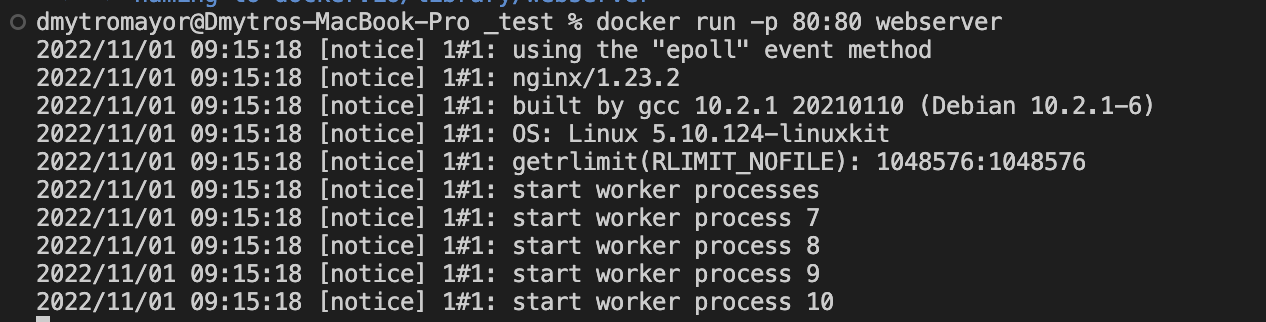 naming to docker.io/library/webserver
dmytromayor@Dmytros-MacBook-Pro _test % docker run -p 80:80 webserver
2022/11/01 09:15:18 [notice] 1#1: using the "epoll" event method
2022/11/01 09:15:18 [notice] 1#1: nginx/1.23.2
2022/11/01 09:15:18 [notice] 1#1: built by gcc 10.2.1 20210110 (Debian 10.2.1-6)
2022/11/01 09:15:18 [notice] 1#1: OS: Linux 5.10.124-linuxkit
2022/11/01 09:15:18 [notice] 1#1: getrlimit(RLIMIT_NOFILE): 1048576:1048576
2022/11/01 09:15:18 [notice] 1#1: start worker processes
2022/11/01 09:15:18 [notice] 1#1: start worker process 7
2022/11/01 09:15:18 [notice] 1#1: start worker process 8
2022/11/01 09:15:18 [notice] 1#1: start worker process 9
2022/11/01 09:15:18 [notice] 1#1: start worker process 10